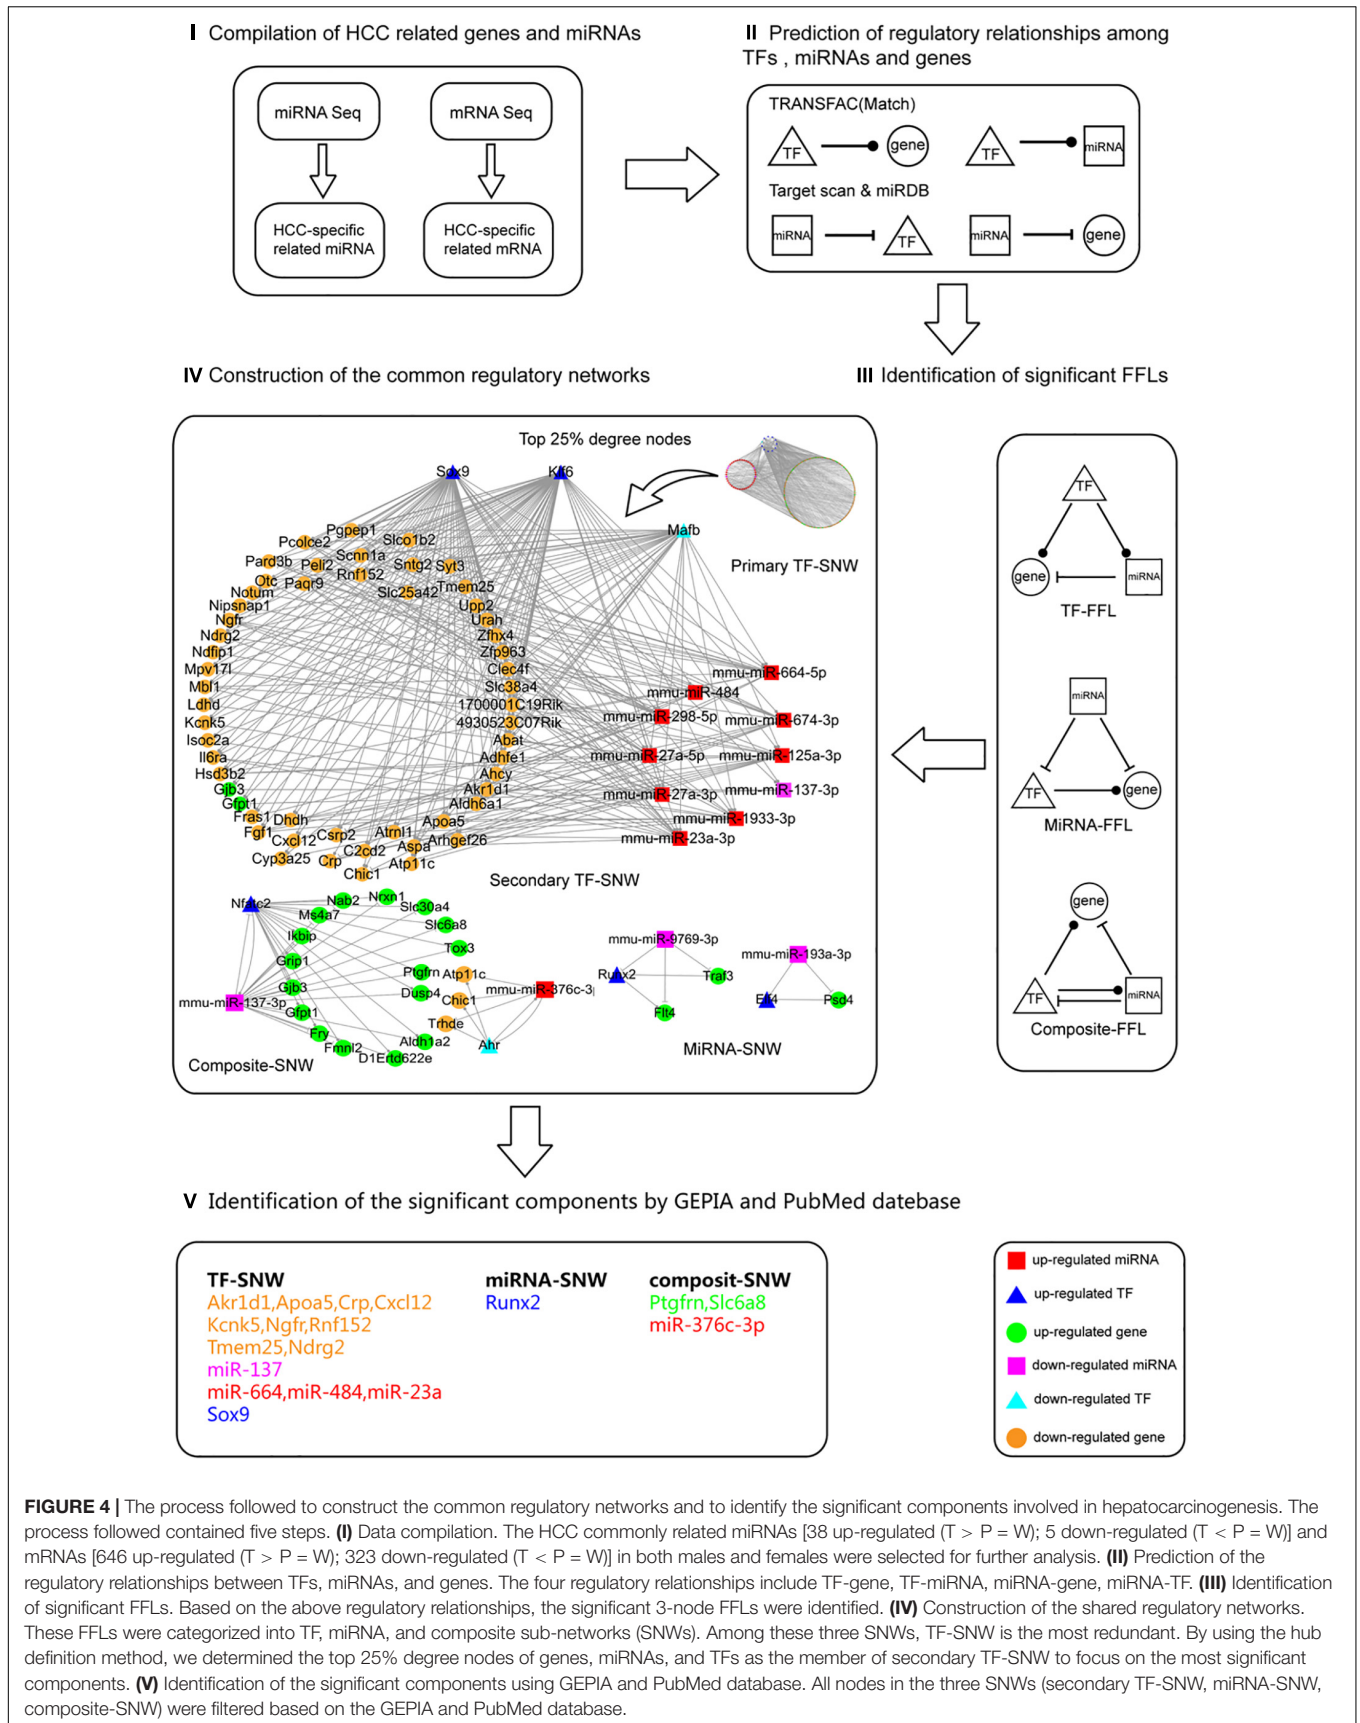 I Compilation of HCC related genes and miRNAs
miRNA Seq
mRNA Seq
HCC-specific
related miRNA
HCC-specific
related mRNA
II Prediction of regulatory relationships among
TFs , miRNAs and genes
TRANSFAC(Match)
TF
gene
TF
miRNA
Target scan & miRDB
miRNA
TF
miRNA
gene
III Identification of significant FFLs
TF
gene
miRNA
TF-FFL
miRNA
TF
gene
MiRNA-FFL
gene
TF
miRNA
Composite-FFL
IV Construction of the common regulatory networks
Top 25% degree nodes
Primary TF-SNW
Sox9
Klf6
Mafb
Pgpep1
Pcolce2
Slco1b2
Scnn1a
Pard3b
Peli2
Sntg2
Syt3
Rnf152
Otc
Paqr9
Notum
Slc25a42
Tmem25
Nipsnap1
Upp2
Ngfr
Urah
Ndrg2
Zfhx4
Ndfip1
Zfp963
Mpv17l
Clec4f
Mbl1
Slc38a4
Ldhd
1700001C19Rik
Kcnk5
4930523C07Rik
Isoc2a
Abat
Il6ra
Adhfe1
Hsd3b2
Ahcy
Gjb3
Akr1d1
Gfpt1
Aldh6a1
Fras1
Dhdh
Apoa5
Fgf1
Cxcl12
Csrp2
Atrnl1
Arhgef26
Cyp3a25
Crp
C2cd2
Aspa
Atp11c
Chic1
mmu-miR-664-5p
mmu-miR-484
mmu-miR-298-5p
mmu-miR-674-3p
mmu-miR-27a-5p
mmu-miR-125a-3p
mmu-miR-27a-3p
mmu-miR-137-3p
mmu-miR-1933-3p
mmu-miR-23a-3p
Secondary TF-SNW
Nfatc2
Nab2
Nrxn1
Ms4a7
Slc30a4
Ikbip
Slc6a8
Grip1
Tox3
Gjb3
Ptgfrn
Atp11c
mmu-miR-137-3p
Dusp4
Chic1
mmu-miR-376c-3
Gfpt1
Trhde
Fry
Aldh1a2
Ahr
Fmnl2
D1Ertd622e
Composite-SNW
mmu-miR-9769-3p
Runx2
Traf3
Flt4
mmu-miR-193a-3p
Elf4
Psd4
MiRNA-SNW
V Identification of the significant components by GEPIA and PubMed datebase
TF-SNW
Akr1d1,Apoa5,Crp,Cxcl12
Kcnk5,Ngfr,Rnf152
Tmem25,Ndrg2
miR-137
miR-664,miR-484,miR-23a
Sox9
miRNA-SNW
Runx2
composit-SNW
Ptgfrn,Slc6a8
miR-376c-3p
up-regulated miRNA
up-regulated TF
up-regulated gene
down-regulated miRNA
down-regulated TF
down-regulated gene
FIGURE 4 | The process followed to construct the common regulatory networks and to identify the significant components involved in hepatocarcinogenesis. The
process followed contained five steps. (I) Data compilation. The HCC commonly related miRNAs [38 up-regulated (T > P = W); 5 down-regulated (T < P = W)] and
mRNAs [646 up-regulated (T > P = W); 323 down-regulated (T < P = W)] in both males and females were selected for further analysis. (II) Prediction of the
regulatory relationships between TFs, miRNAs, and genes. The four regulatory relationships include TF-gene, TF-miRNA, miRNA-gene, miRNA-TF. (III) Identification
of significant FFLs. Based on the above regulatory relationships, the significant 3-node FFLs were identified. (IV) Construction of the shared regulatory networks.
These FFLs were categorized into TF, miRNA, and composite sub-networks (SNWs). Among these three SNWs, TF-SNW is the most redundant. By using the hub
definition method, we determined the top 25% degree nodes of genes, miRNAs, and TFs as the member of secondary TF-SNW to focus on the most significant
components. (V) Identification of the significant components using GEPIA and PubMed database. All nodes in the three SNWs (secondary TF-SNW, miRNA-SNW,
composite-SNW) were filtered based on the GEPIA and PubMed database.